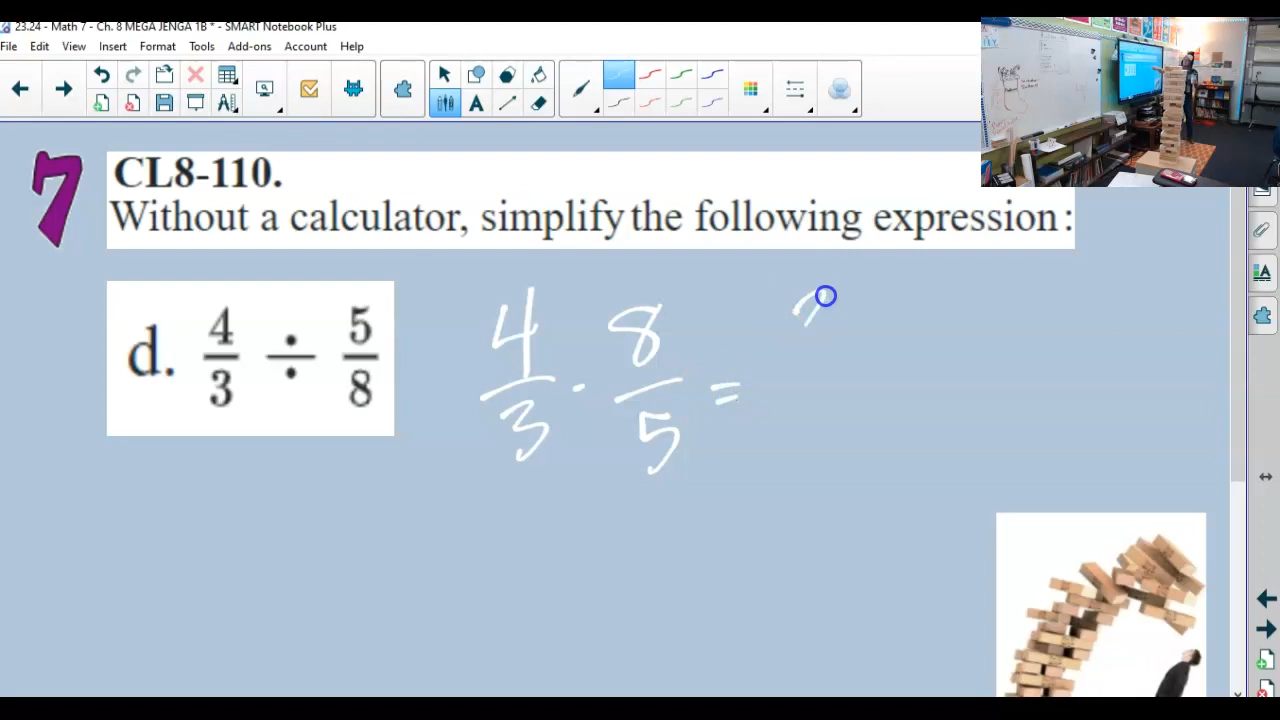 23.24 - Math 7 - Ch. 8 MEGA JENGA 1B * - SMART Notebook Plus
File Edit View Insert Format Tools Add-ons Account Help
7
CL8-110.
Without a calculator, simplify the following expression:
d. 4/3 ÷ 5/8
4/3 · 8/5 =